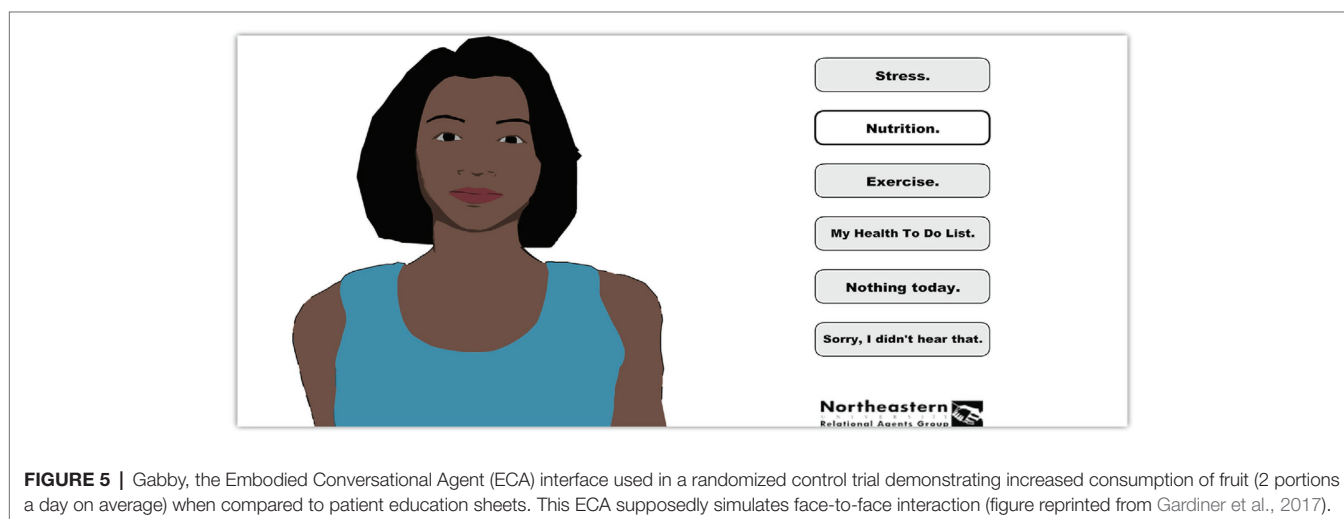 Stress.
Nutrition.
Exercise.
My Health To Do List.
Nothing today.
Sorry, I didn't hear that.
Northeastern
UNIVERSITY
Relational Agents Group
FIGURE 5 | Gabby, the Embodied Conversational Agent (ECA) interface used in a randomized control trial demonstrating increased consumption of fruit (2 portions
a day on average) when compared to patient education sheets. This ECA supposedly simulates face-to-face interaction (figure reprinted from Gardiner et al., 2017).